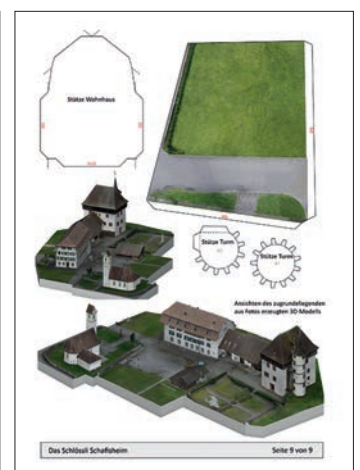 Stütze Wohnhaus
Stütze Turm
Stütze Turm
Ansichten des zugrundeliegenden
aus Fotos erzeugten 3D Modells
Das Schlössli Schafisheim
Seite 9 von 9